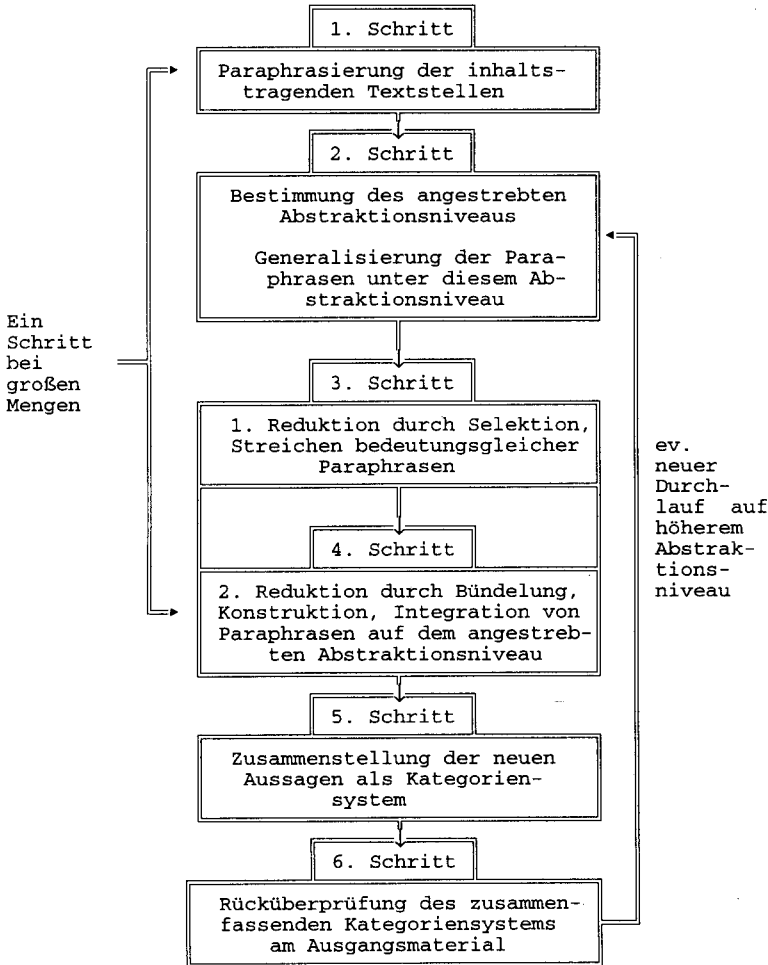 1. Schritt
Paraphrasierung der inhalts-
tragenden Textstellen
2. Schritt
Bestimmung des angestrebten
Abstraktionsniveaus
Generalisierung der Para-
phrasen unter diesem Ab-
straktionsniveau
Ein
Schritt
bei
großen
Mengen
3. Schritt
1. Reduktion durch Selektion,
Streichen bedeutungsgleicher
Paraphrasen
4. Schritt
2. Reduktion durch Bündelung,
Konstruktion, Integration von
Paraphrasen auf dem angestreb-
ten Abstraktionsniveau
ev.
neuer
Durch-
lauf auf
höherem
Abstrak-
tions-
niveau
5. Schritt
Zusammenstellung der neuen
Aussagen als Kategorien-
system
6. Schritt
Rücküberprüfung des zusammen-
fassenden Kategoriensystems
am Ausgangsmaterial